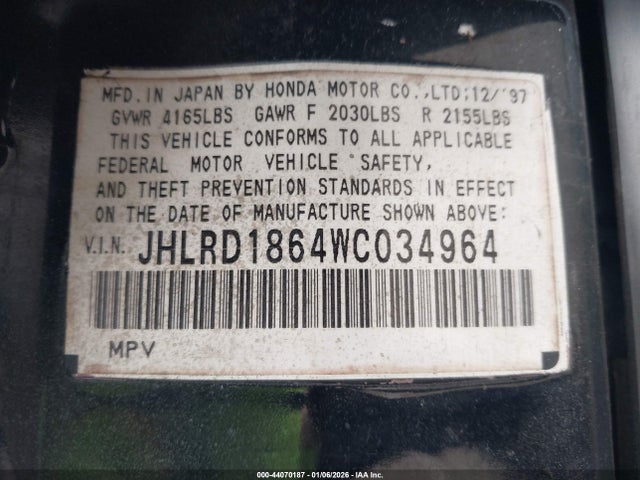 MFD. IN JAPAN BY HONDA MOTOR CO.,LTD; 12/'97
GVWR 4165LBS GAWR F 2030LBS R 2155LBS
THIS VEHICLE CONFORMS TO ALL APPLICABLE
FEDERAL MOTOR VEHICLE SAFETY,
AND THEFT PREVENTION STANDARDS IN EFFECT
ON THE DATE OF MANUFACTURE SHOWN ABOVE:
V.I.N. JHLRD1864WC034964
MPV
000-44070187 - 01/06/2026 - IAA Inc.